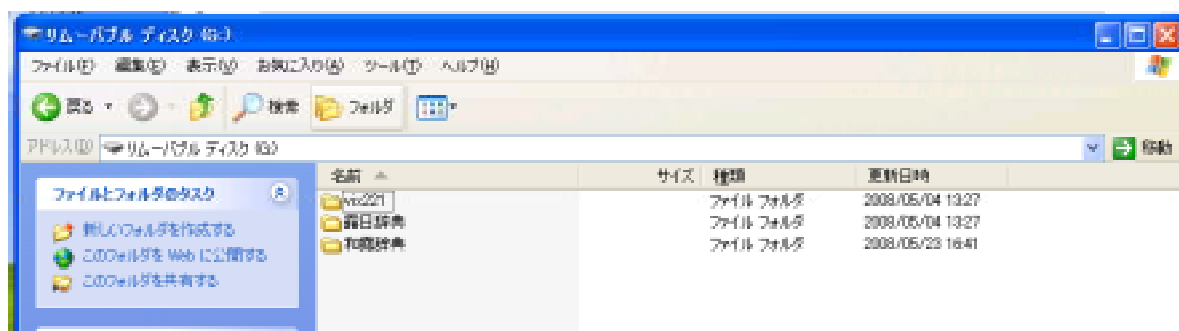 リムーバブル ディスク (G:)
ファイル(F) 編集(E) 表示(V) お気に入り(A) ツール(T) ヘルプ(H)
戻る 検索 フォルダ
アドレス(D) リムーバブル ディスク (G:) 移動
ファイルとフォルダのタスク
新しいフォルダを作成する
このフォルダを Web に公開する
このフォルダを共有する
名前 サイズ 種類 更新日時
ファイル フォルダ 2008/05/04 13:27
露日辞典 ファイル フォルダ 2008/05/04 13:27
和露辞典 ファイル フォルダ 2008/05/23 16:41